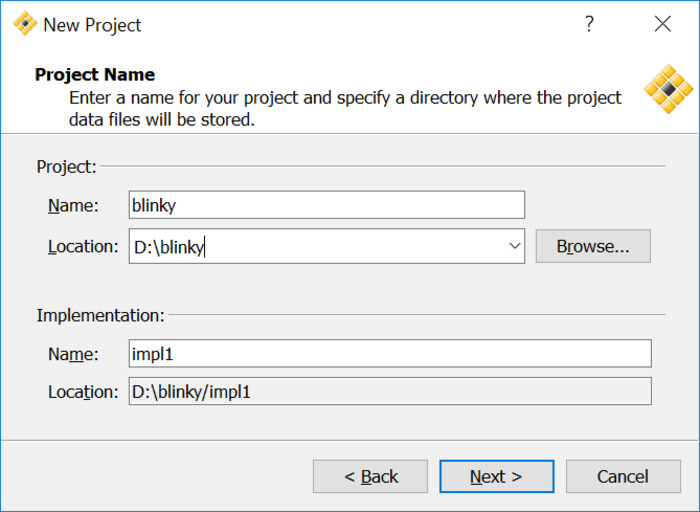 New Project
?
Project Name
Enter a name for your project and specify a directory where the project
data files will be stored.
Project:
Name: blinky
Location: D:\blinky Browse...
Implementation:
Name: impl1
Location: D:\blinky/impl1
< Back Next > Cancel